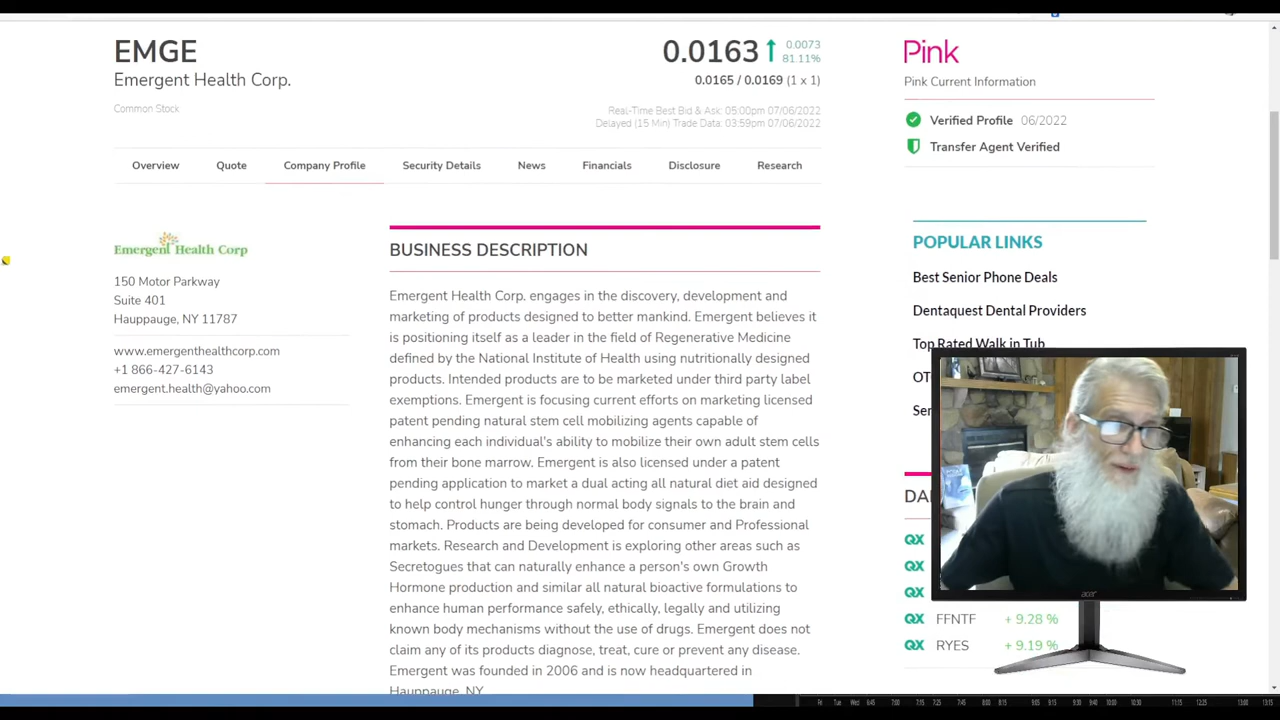 EMGE
Emergent Health Corp.
Common Stock
0.0163
0.0073
81.11%
0.0165 / 0.0169 (1 x 1)
Real-Time Best Bid & Ask: 05:00pm 07/06/2022
Delayed (15 Min) Trade Data: 03:59pm 07/06/2022
Pink
Pink Current Information
Verified Profile 06/2022
Transfer Agent Verified
Overview Quote Company Profile Security Details News Financials Disclosure Research
Emergent Health Corp
150 Motor Parkway
Suite 401
Hauppauge, NY 11787
www.emergenthealthcorp.com
+1 866-427-6143
emergent.health@yahoo.com
BUSINESS DESCRIPTION
Emergent Health Corp. engages in the discovery, development and
marketing of products designed to better mankind. Emergent believes it
is positioning itself as a leader in the field of Regenerative Medicine
defined by the National Institute of Health using nutritionally designed
products. Intended products are to be marketed under third party label
exemptions. Emergent is focusing current efforts on marketing licensed
patent pending natural stem cell mobilizing agents capable of
enhancing each individual's ability to mobilize their own adult stem cells
from their bone marrow. Emergent is also licensed under a patent
pending application to market a dual acting all natural diet aid designed
to help control hunger through normal body signals to the brain and
stomach. Products are being developed for consumer and Professional
markets. Research and Development is exploring other areas such as
Secretogues that can naturally enhance a person's own Growth
Hormone production and similar all natural bioactive formulations to
enhance human performance safely, ethically, legally and utilizing
known body mechanisms without the use of drugs. Emergent does not
claim any of its products diagnose, treat, cure or prevent any disease.
Emergent was founded in 2006 and is now headquartered in
Hauppauge, NY
POPULAR LINKS
Best Senior Phone Deals
Dentaquest Dental Providers
Top Rated Walk in Tub
acer
QX
QX
QX
QX FFNTF + 9.28 %
QX RYES + 9.19 %